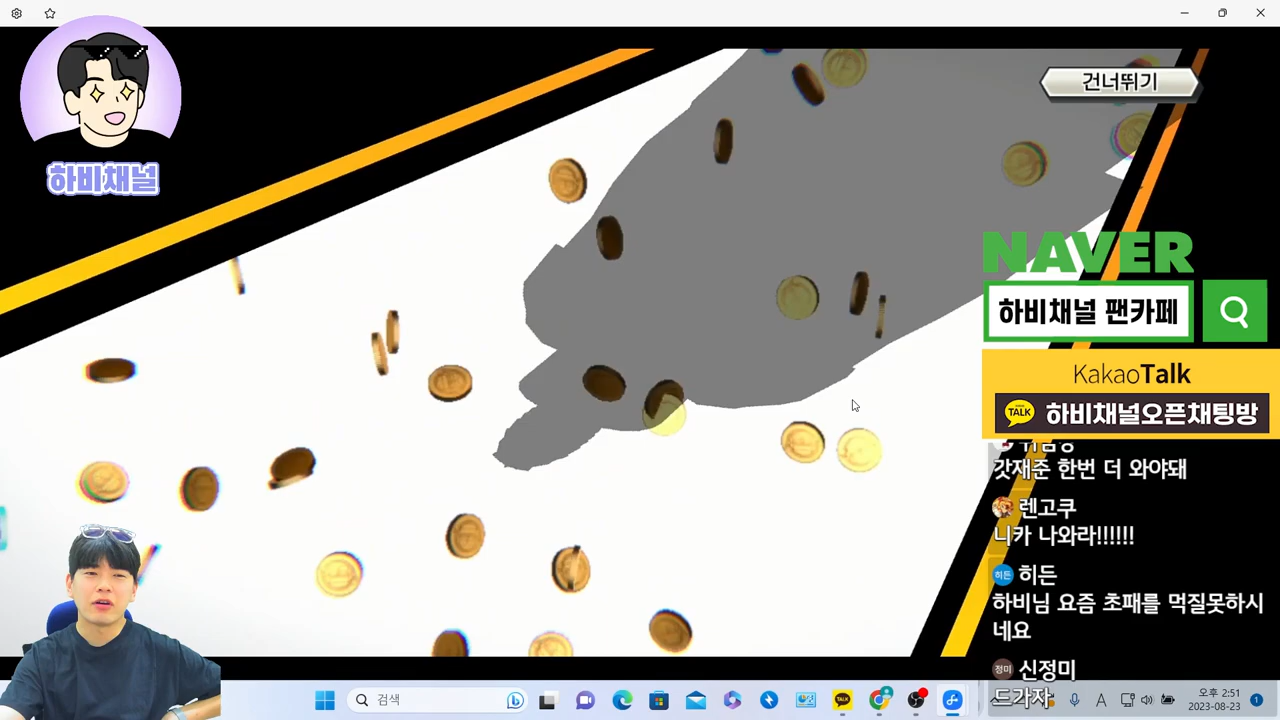 하비채널
건너뛰기
NAVER
하비채널 팬카페
KakaoTalk
TALK 하비채널오픈채팅방
갓재준 한번 더 와야돼
렌고쿠
니카 나와라!!!!!!
히든 히든
하비님 요즘 초패를 먹질못하시
네요
정미 신정미
드가자
검색
TALK
A
오후 2:51
2023-08-23